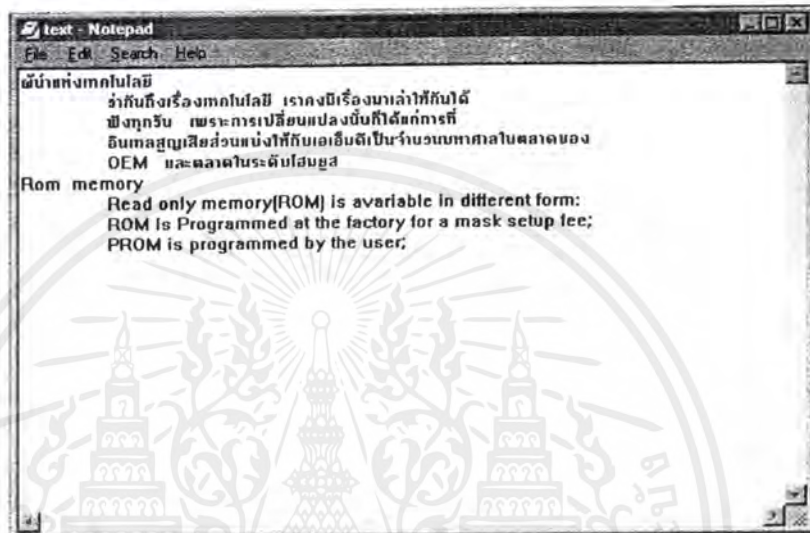 text - Notepad
File Edit Search Help
ผู้นำแห่งเทคโนโลยี
ว่ากันถึงเรื่องเทคโนโลยี เราคงมีเรื่องมาเล่าให้กันได้
ฟังทุกวัน เพราะการเปลี่ยนแปลงนั้นก็ได้แก่การที่
อินเทลสูญเสียส่วนแบ่งให้กับเอเอ็มดีเป็นจำนวนมหาศาลในตลาดของ
OEM และตลาดในระดับโฮมยูส
Rom memory
Read only memory(ROM) is avariable in different form:
ROM is Programmed at the factory for a mask setup fee;
PROM is programmed by the user;